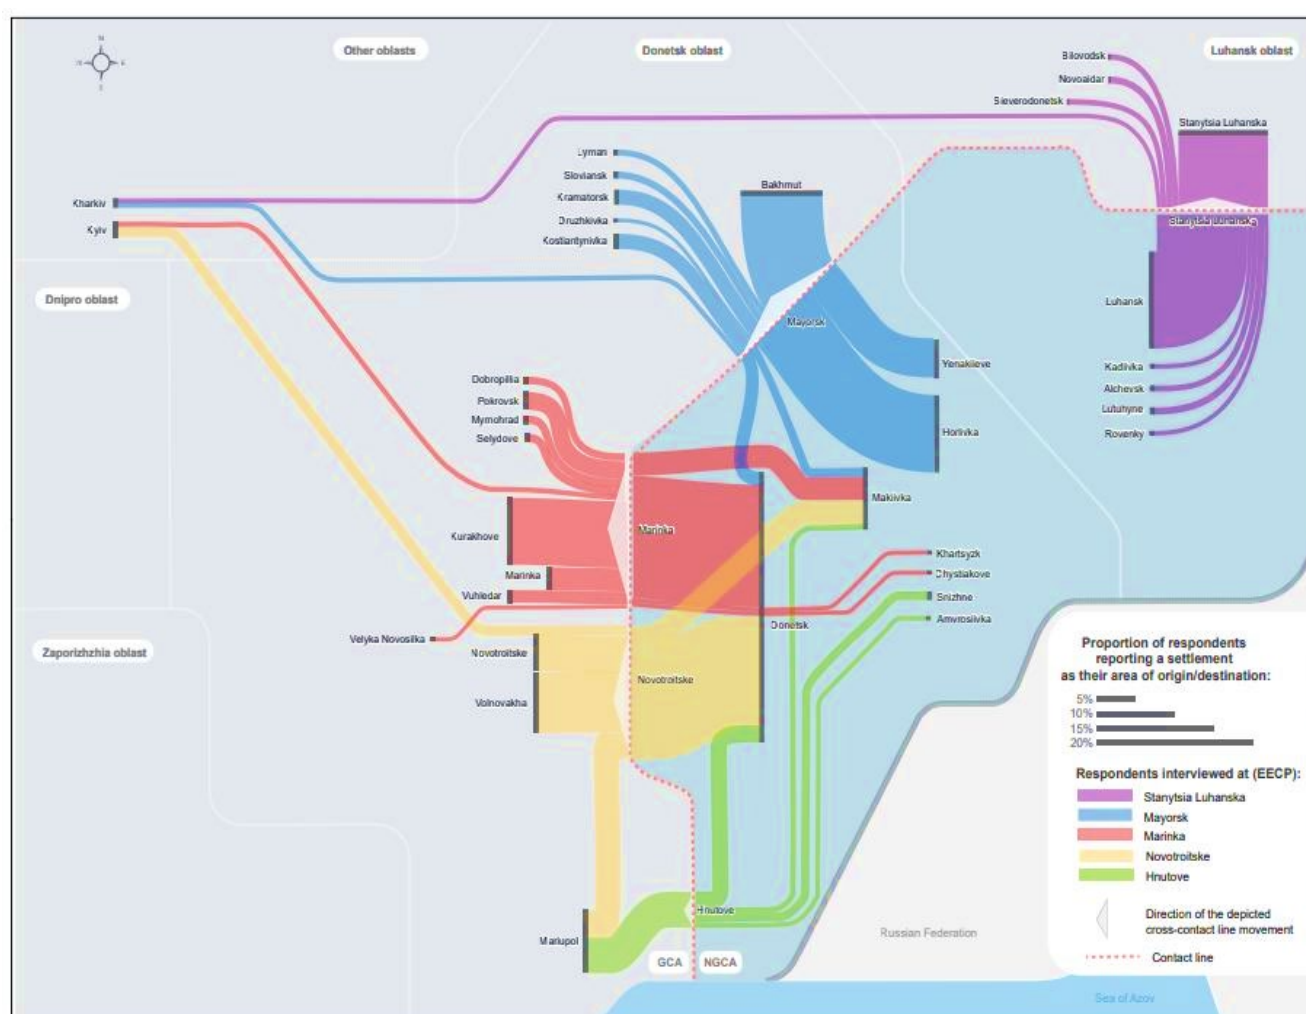 N
E
S
Other oblasts
Donetsk oblast
Luhansk oblast
Bilovodsk
Novoaidar
Sieverodonetsk
Stanytsia Luhanska
Lyman
Sloviansk
Kramatorsk
Druzhkivka
Kostiantynivka
Bakhmut
Kharkiv
Kyiv
Stanytsia Luhanska
Dnipro oblast
Luhansk
Mayorsk
Yenakiieve
Kadiivka
Alchevsk
Lutuhyne
Rovenky
Dobropillia
Pokrovsk
Myrnohrad
Selydove
Horlivka
Makiivka
Kurakhove
Marinka
Marinka
Vuhledar
Khartsyzk
Chystiakove
Snizhne
Amvrosiivka
Donetsk
Velyka Novosilka
Zaporizhzhia oblast
Novotroitske
Novotroitske
Volnovakha
Proportion of respondents
reporting a settlement
as their area of origin/destination:
5%
10%
15%
20%
Respondents interviewed at (EECP):
Stanytsia Luhanska
Mayorsk
Marinka
Novotroitske
Hnutove
Direction of the depicted
cross-contact line movement
Contact line
Hnutove
Mariupol
GCA
NGCA
Russian Federation
Sea of Azov